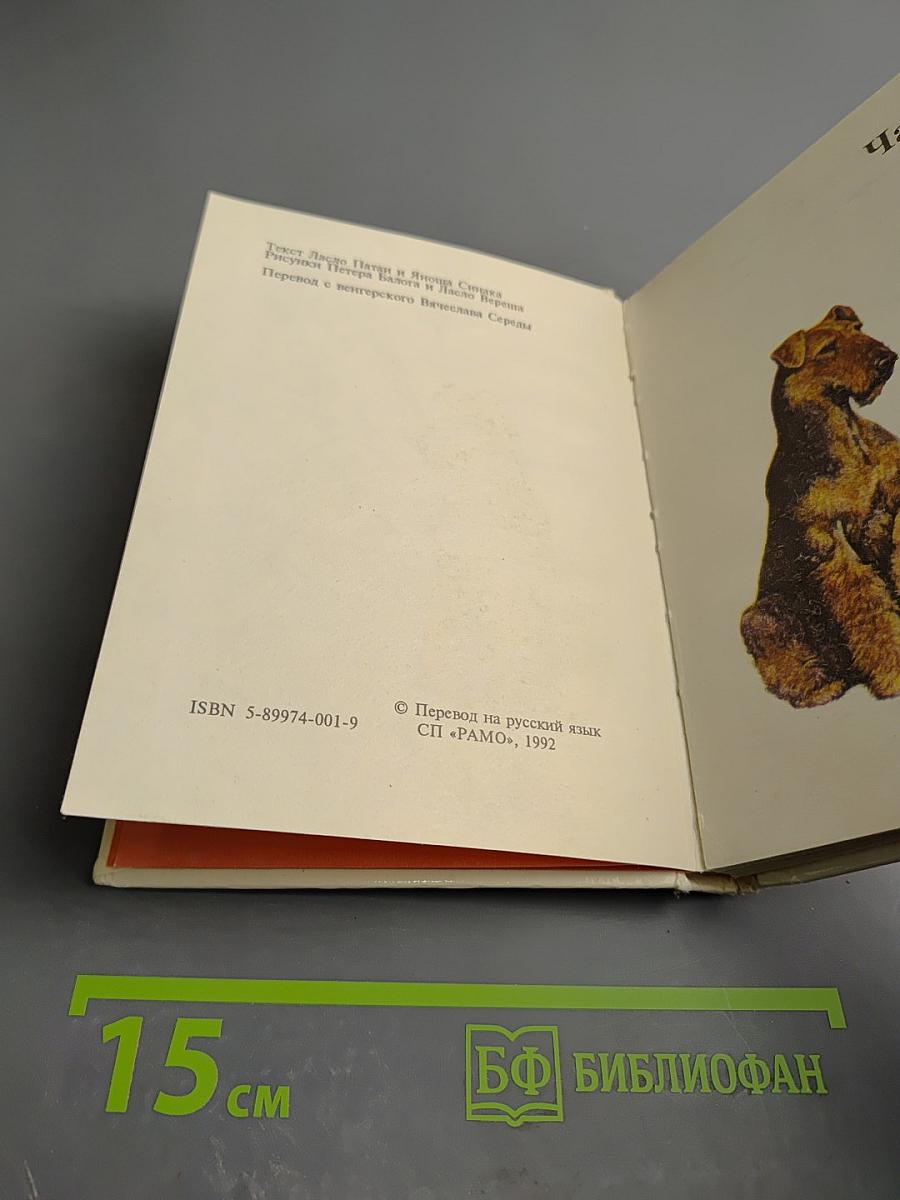 Текст Ласло Патаи и Яноша Синака
Рисунки Петера Балога и Ласло Вереша
Перевод с венгерского Вячеслава Середы
ISBN 5-89974-001-9
© Перевод на русский язык
СП «РАМО», 1992
15 см
БФ БИБЛИОФАН